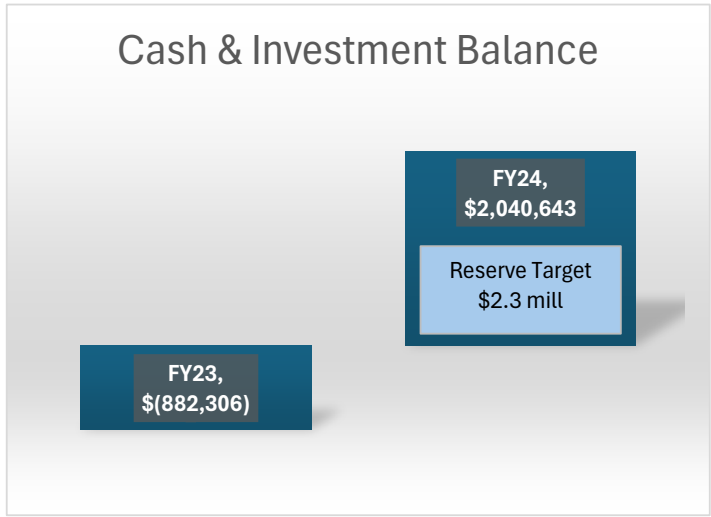 Cash & Investment Balance
FY24,
$2,040,643
Reserve Target
$2.3 mill
FY23,
$(882,306)